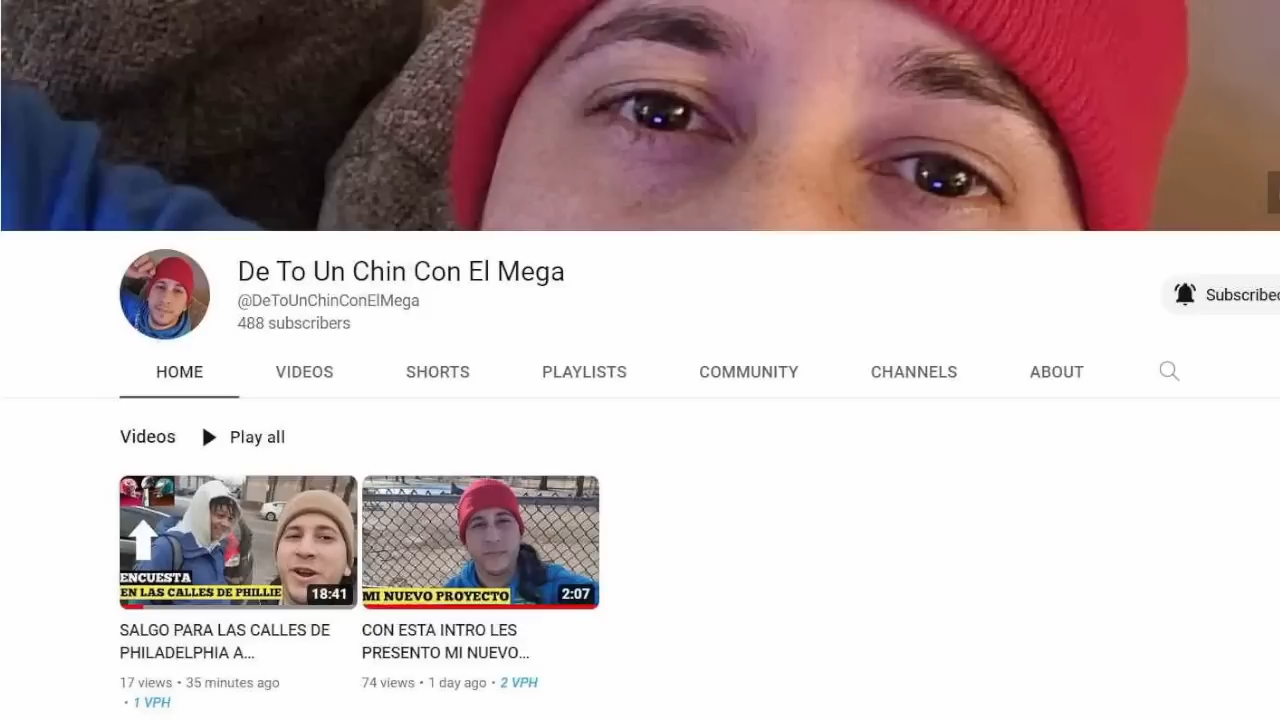 De To Un Chin Con El Mega
@DeToUnChinConElMega
488 subscribers
Subscribed
HOME VIDEOS SHORTS PLAYLISTS COMMUNITY CHANNELS ABOUT
Videos Play all
ENCUESTA
EN LAS CALLES DE PHILLIE 18:41
MI NUEVO PROYECTO 2:07
SALGO PARA LAS CALLES DE
PHILADELPHIA A...
17 views • 35 minutes ago
• 1 VPH
CON ESTA INTRO LES
PRESENTO MI NUEVO...
74 views • 1 day ago • 2 VPH